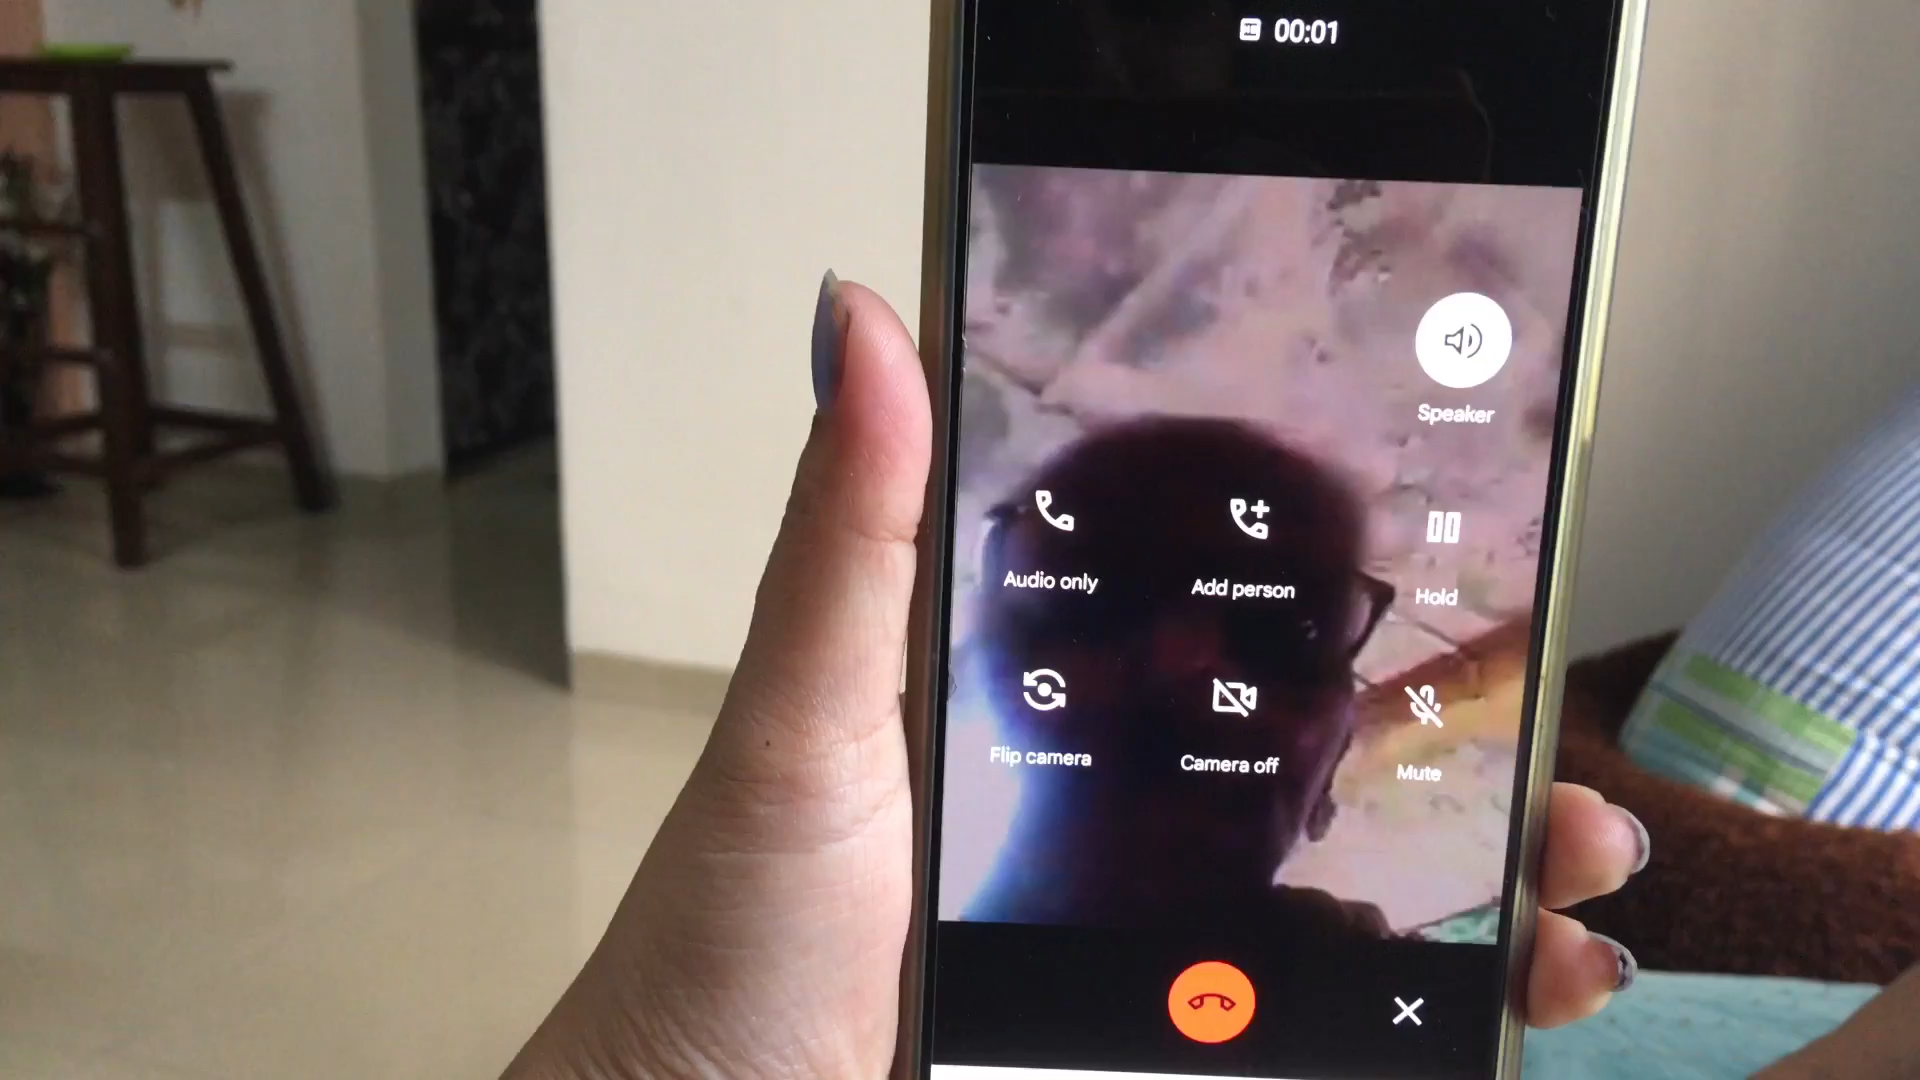 00:01
Speaker
Audio only
Add person
Hold
Flip camera
Camera off
Mute